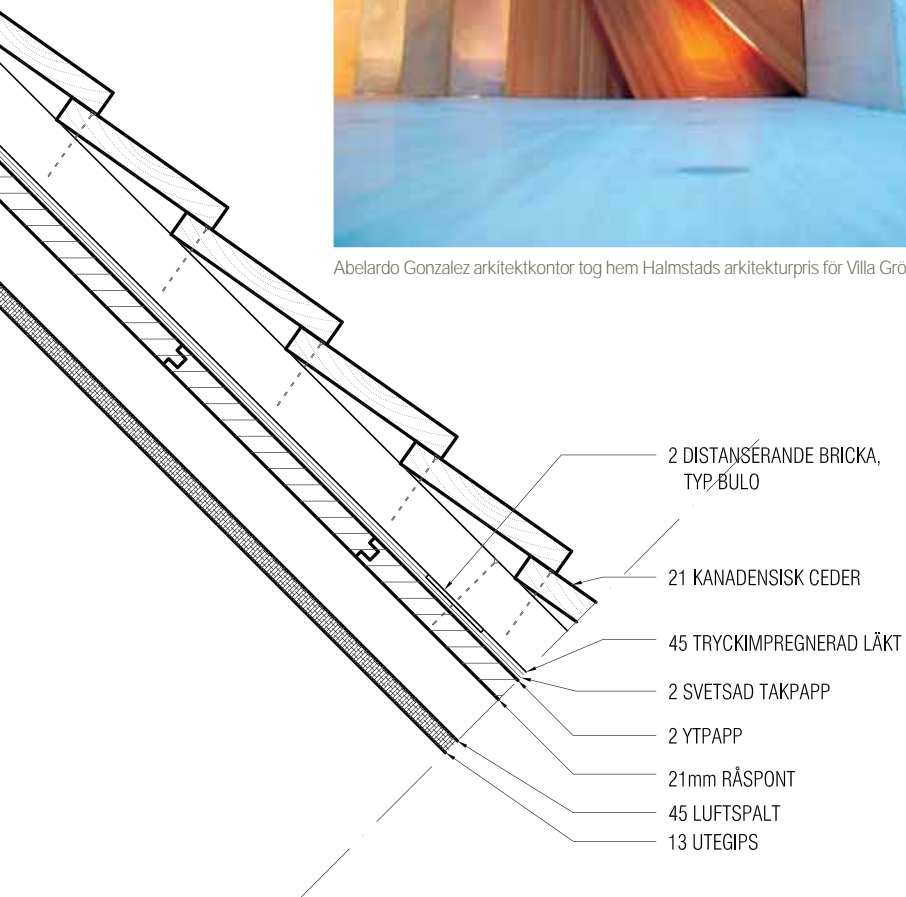 Abelardo Gonzalez arkitektkontor tog hem Halmstads arkitekturpris för Villa Grö
2 DISTANSERANDE BRICKA,
TYP BULO
21 KANADENSISK CEDER
45 TRYCKIMPREGNERAD LÄKT
2 SVETSAD TAKPAPP
2 YTPAPP
21mm RÅSPONT
45 LUFTSPALT
13 UTEGIPS